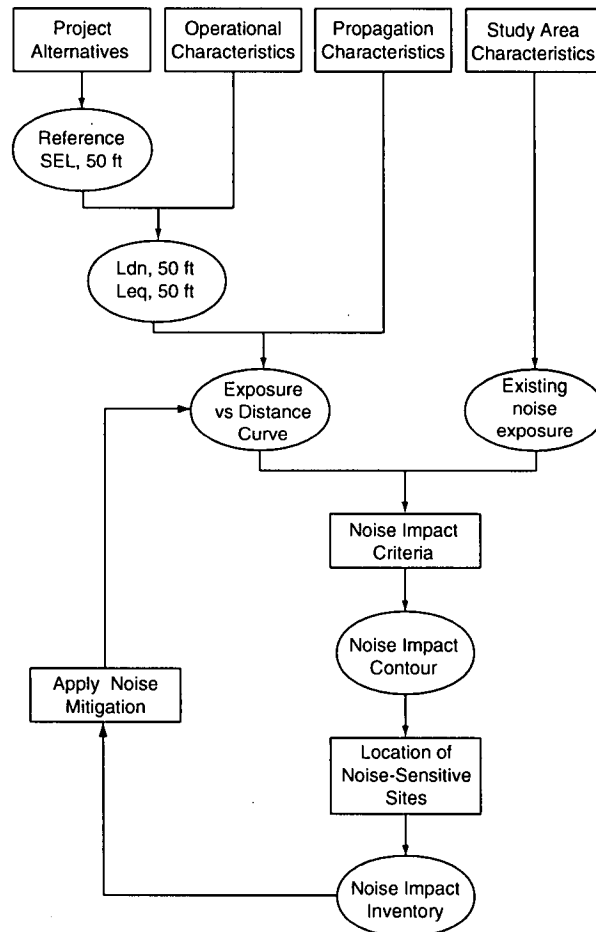 Project
Alternatives
Operational
Characteristics
Propagation
Characteristics
Study Area
Characteristics
Reference
SEL, 50 ft
Ldn, 50 ft
Leq, 50 ft
Exposure
vs Distance
Curve
Existing
noise
exposure
Noise Impact
Criteria
Noise Impact
Contour
Apply Noise
Mitigation
Location of
Noise-Sensitive
Sites
Noise Impact
Inventory